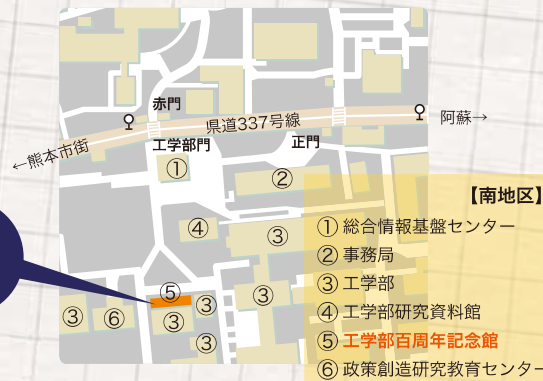 赤門
県道337号線
阿蘇→
←熊本市街
工学部門
正門
①
②
④
③
⑤
③
③
③
⑥
③
③
【南地区】
① 総合情報基盤センター
② 事務局
③ 工学部
④ 工学部研究資料館
⑤ 工学部百周年記念館
⑥ 政策創造研究教育センター